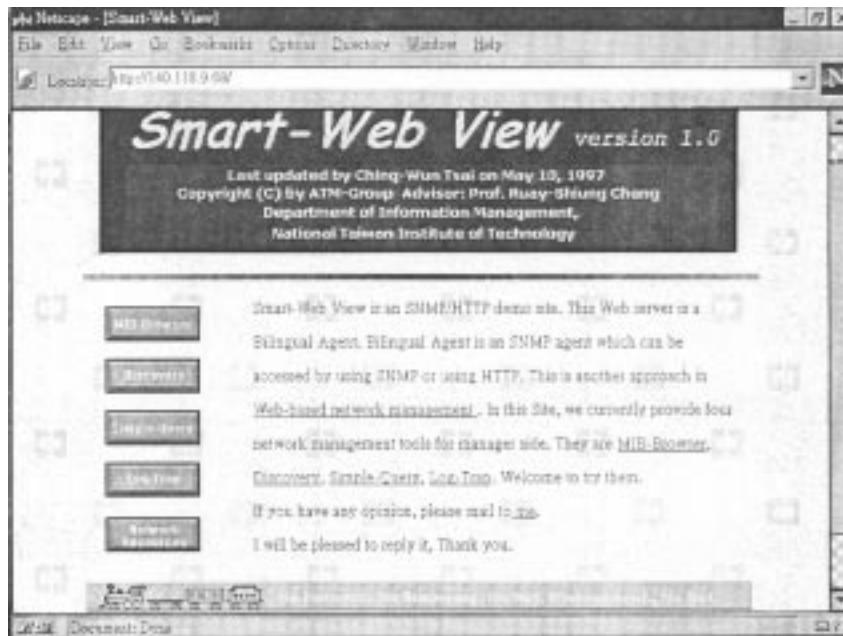 Netscape - [Smart-Web View]
File Edit View Go Bookmarks Options Directory Window Help
Location: http://140.118.9.68/
Smart-Web View version 1.0
Last updated by Ching-Wun Tsai on May 10, 1997
Copyright (C) by ATM-Group Advisor: Prof. Ruay-Shiung Chang
Department of Information Management,
National Taiwan Institute of Technology
MIB-Browser
Discovery
Simple-Query
Log-Trap
Smart-Web View is an SNMP/HTTP demo site. This Web server is a
Bilingual Agent. Bilingual Agent is an SNMP agent which can be
accessed by using SNMP or using HTTP. This is another approach in
Web-based network management . In this Site, we currently provide four
network management tools for manager side. They are MIB-Browser,
Discovery, Simple-Query, Log-Trap. Welcome to try them.
If you have any opinion, please mail to me.
I will be pleased to reply it, Thank you.
Document: Done